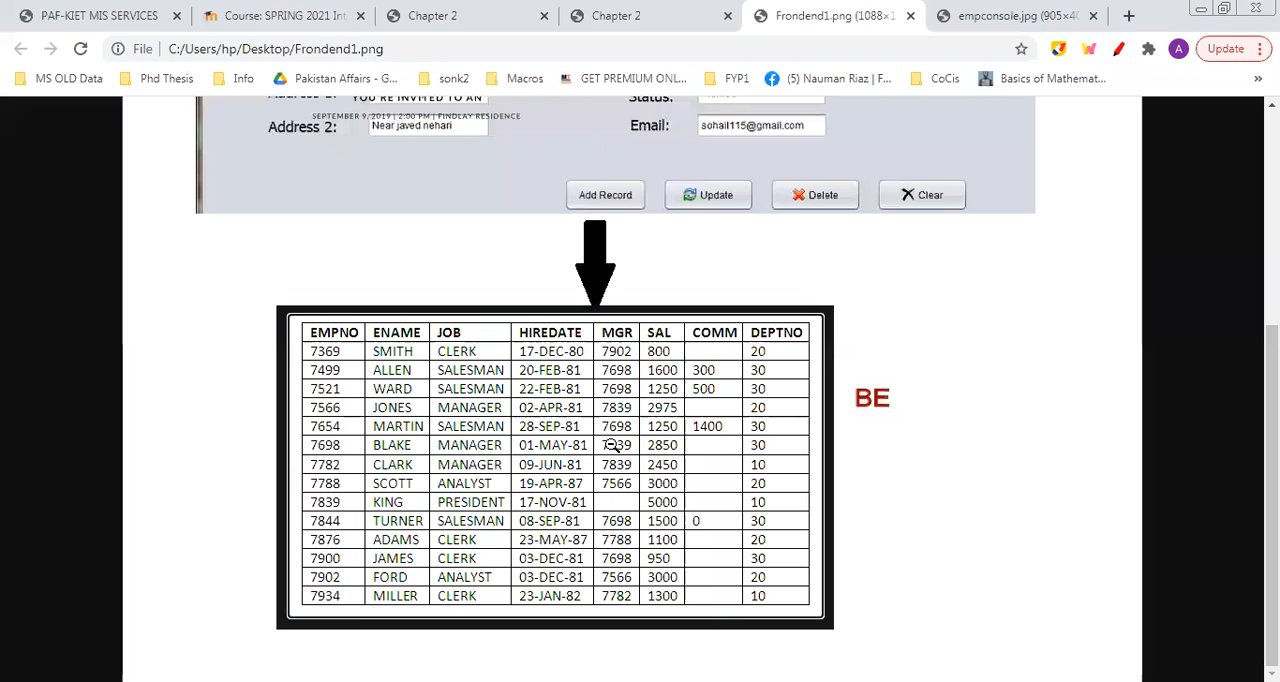 PAF-KIET MIS SERVICES
Course: SPRING 2021 Int
Chapter 2
Chapter 2
Frondend1.png (1088×1
empconsole.jpg (905×40
File C:/Users/hp/Desktop/Frondend1.png
A Update
MS OLD Data Phd Thesis Info Pakistan Affairs - G... sonk2 Macros GET PREMIUM ONL... FYP1 (5) Nauman Riaz | F... CoCis Basics of Mathemat... »
YOU'RE INVITED TO AN
Status:
SEPTEMBER 9, 2019 | 2:00 PM | FINDLAY RESIDENCE
Address 2: Near javed nehari Email: sohail115@gmail.com
Add Record Update Delete Clear
EMPNO ENAME JOB HIREDATE MGR SAL COMM DEPTNO
7369 SMITH CLERK 17-DEC-80 7902 800 20
7499 ALLEN SALESMAN 20-FEB-81 7698 1600 300 30
7521 WARD SALESMAN 22-FEB-81 7698 1250 500 30
7566 JONES MANAGER 02-APR-81 7839 2975 20
7654 MARTIN SALESMAN 28-SEP-81 7698 1250 1400 30
7698 BLAKE MANAGER 01-MAY-81 7839 2850 30
7782 CLARK MANAGER 09-JUN-81 7839 2450 10
7788 SCOTT ANALYST 19-APR-87 7566 3000 20
7839 KING PRESIDENT 17-NOV-81 5000 10
7844 TURNER SALESMAN 08-SEP-81 7698 1500 0 30
7876 ADAMS CLERK 23-MAY-87 7788 1100 20
7900 JAMES CLERK 03-DEC-81 7698 950 30
7902 FORD ANALYST 03-DEC-81 7566 3000 20
7934 MILLER CLERK 23-JAN-82 7782 1300 10
BE